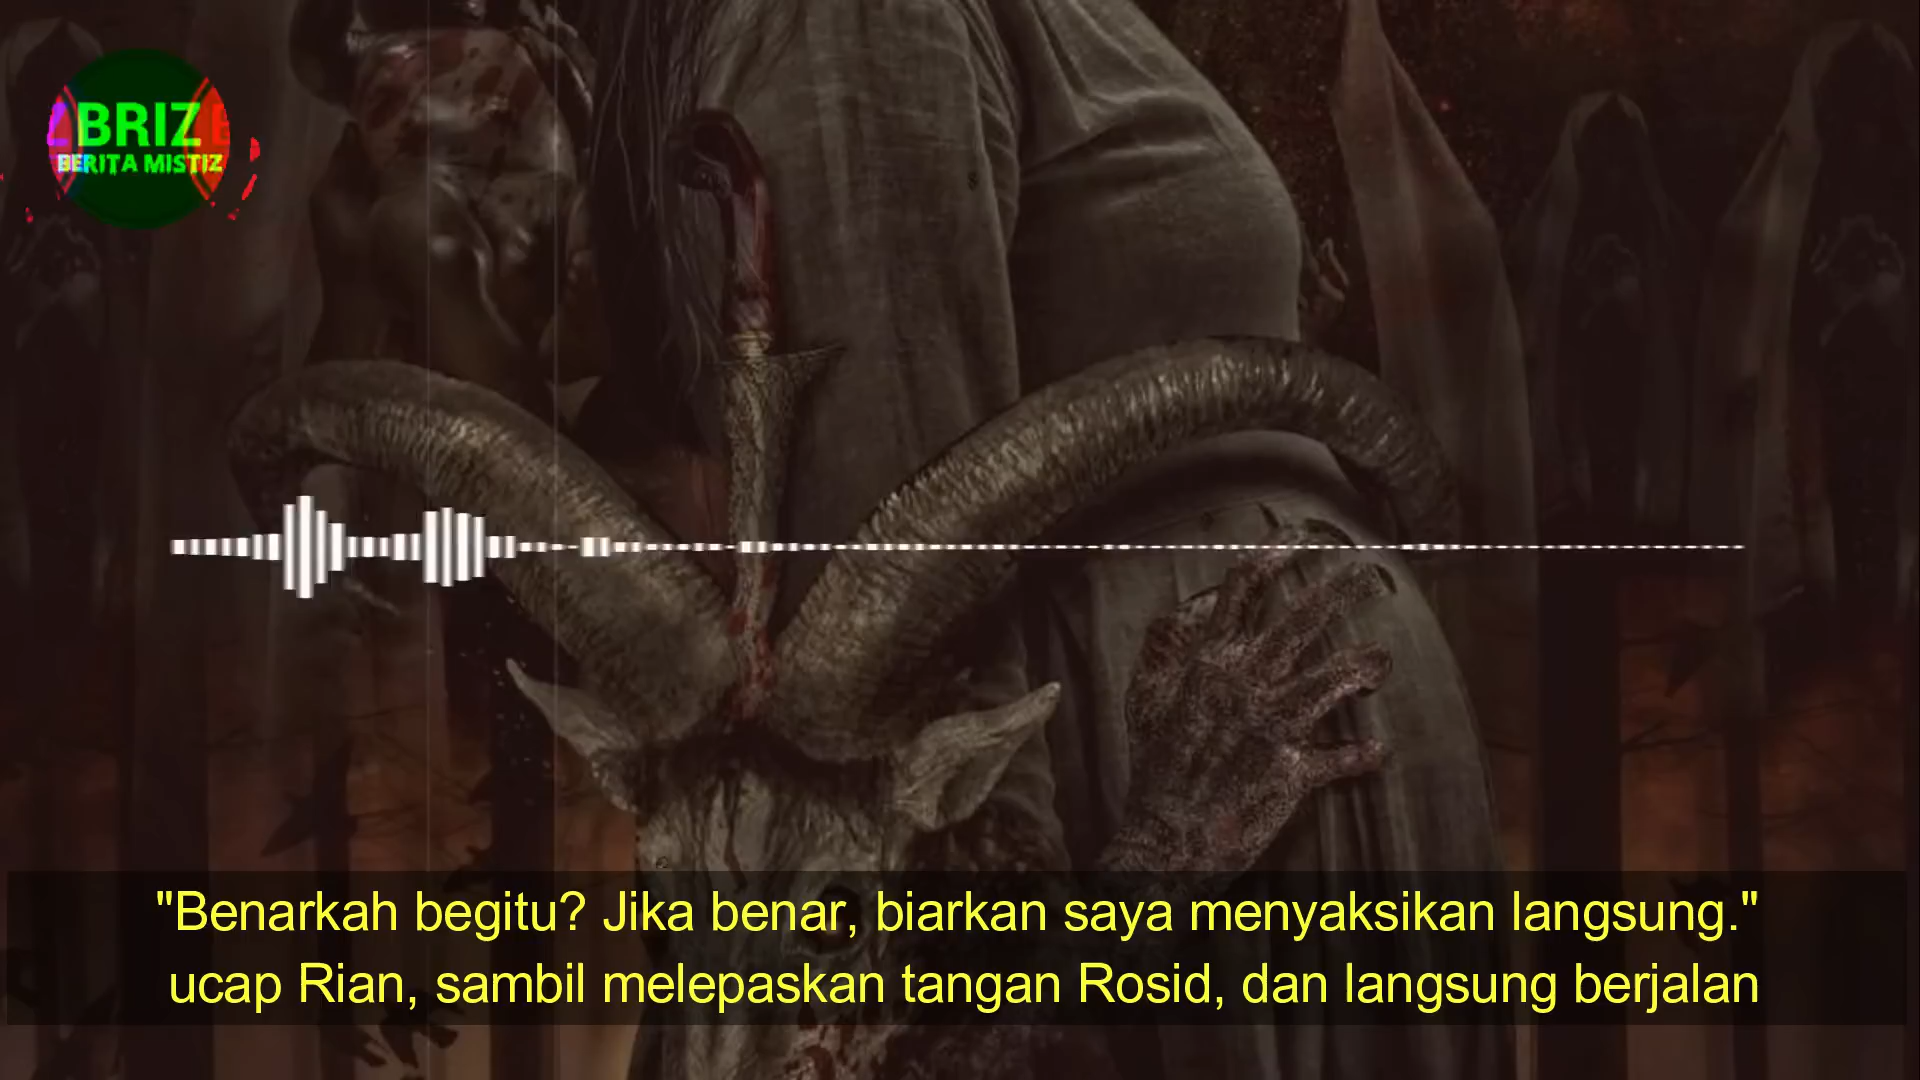 BRIZ
BERITA MISTIZ
"Benarkah begitu? Jika benar, biarkan saya menyaksikan langsung."
ucap Rian, sambil melepaskan tangan Rosid, dan langsung berjalan